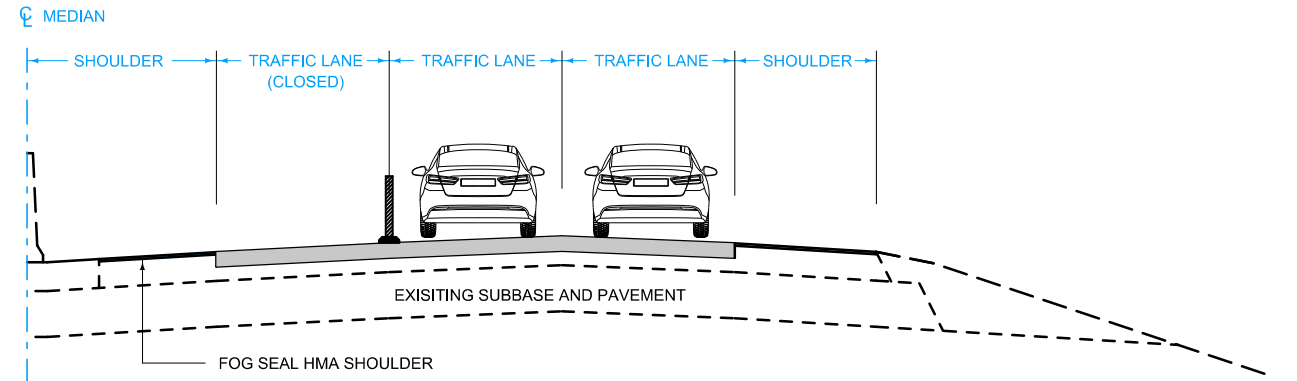 ℄ MEDIAN
SHOULDER
TRAFFIC LANE
(CLOSED)
TRAFFIC LANE
TRAFFIC LANE
SHOULDER
EXISITING SUBBASE AND PAVEMENT
FOG SEAL HMA SHOULDER